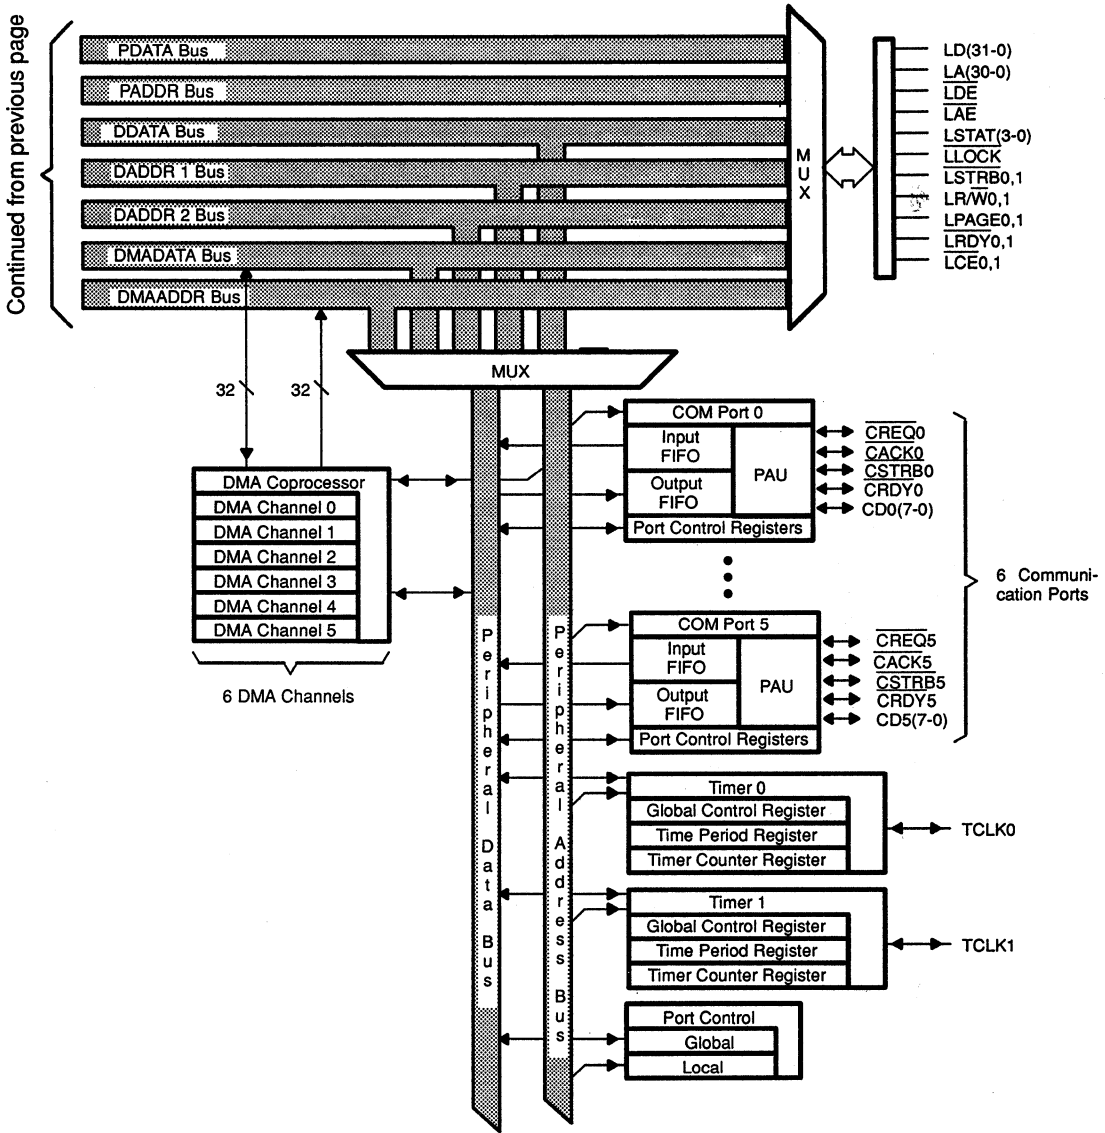 Continued from previous page
PDATA Bus
PADDR Bus
DDATA Bus
DADDR 1 Bus
DADDR 2 Bus
DMADATA Bus
DMAADDR Bus
MUX
LD(31-0)
LA(30-0)
LDE
LAE
LSTAT(3-0)
LLOCK
LSTRB0,1
LR/W0,1
LPAGE0,1
LRDY0,1
LCE0,1
MUX
32
32
DMA Coprocessor
DMA Channel 0
DMA Channel 1
DMA Channel 2
DMA Channel 3
DMA Channel 4
DMA Channel 5
6 DMA Channels
Peripheral Data Bus
Peripheral Address Bus
COM Port 0
Input
FIFO
Output
FIFO
PAU
Port Control Registers
CREQ0
CACK0
CSTRB0
CRDY0
CD0(7-0)
6 Communi-
cation Ports
COM Port 5
Input
FIFO
Output
FIFO
PAU
Port Control Registers
CREQ5
CACK5
CSTRB5
CRDY5
CD5(7-0)
Timer 0
Global Control Register
Time Period Register
Timer Counter Register
TCLK0
Timer 1
Global Control Register
Time Period Register
Timer Counter Register
TCLK1
Port Control
Global
Local